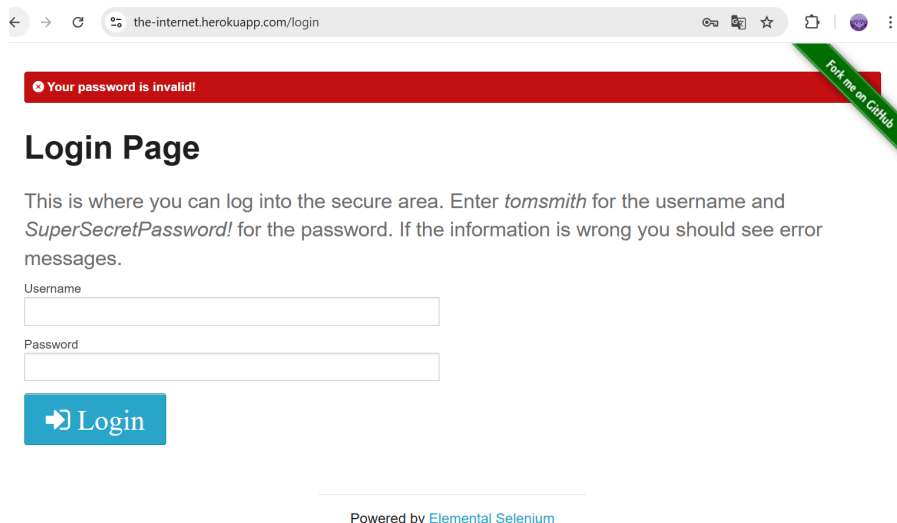 the-internet.herokuapp.com/login
Your password is invalid!
Fork me on GitHub
Login Page
This is where you can log into the secure area. Enter tomsmith for the username and
SuperSecretPassword! for the password. If the information is wrong you should see error
messages.
Username
Password
Login
Powered by Elemental Selenium